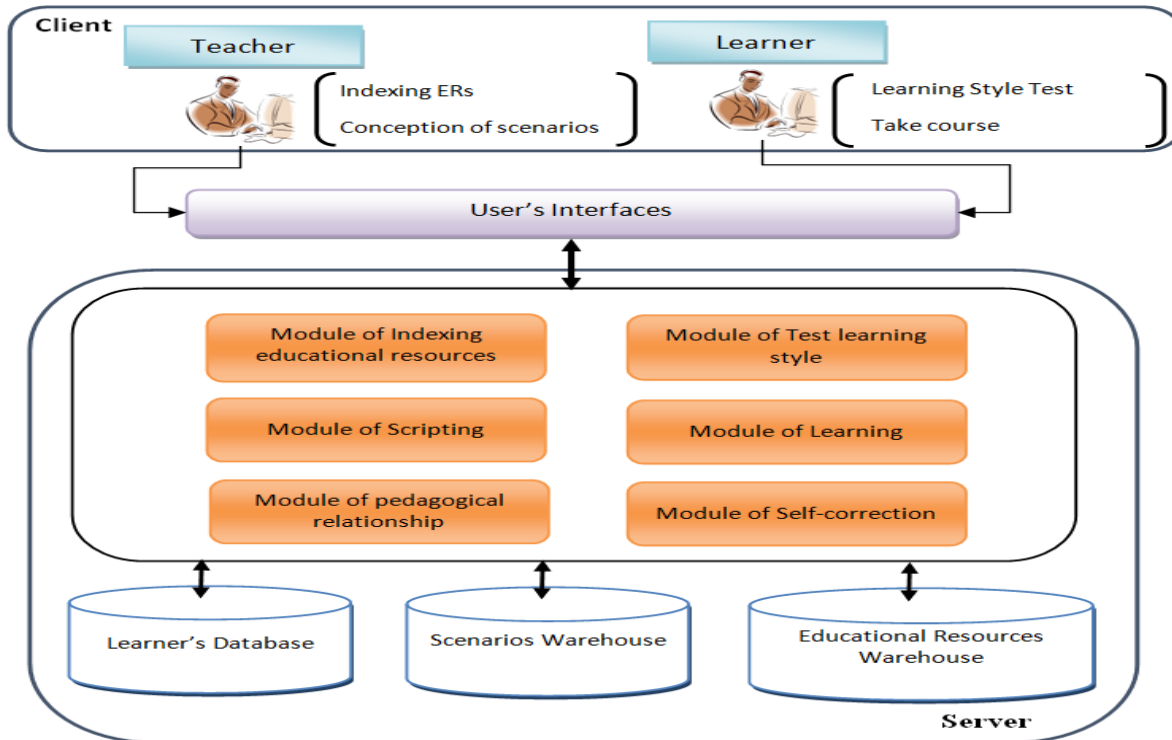 Client
Teacher
Learner
Indexing ERs
Conception of scenarios
Learning Style Test
Take course
User's Interfaces
Module of Indexing
educational resources
Module of Test learning
style
Module of Scripting
Module of Learning
Module of pedagogical
relationship
Module of Self-correction
Learner's Database
Scenarios Warehouse
Educational Resources
Warehouse
Server